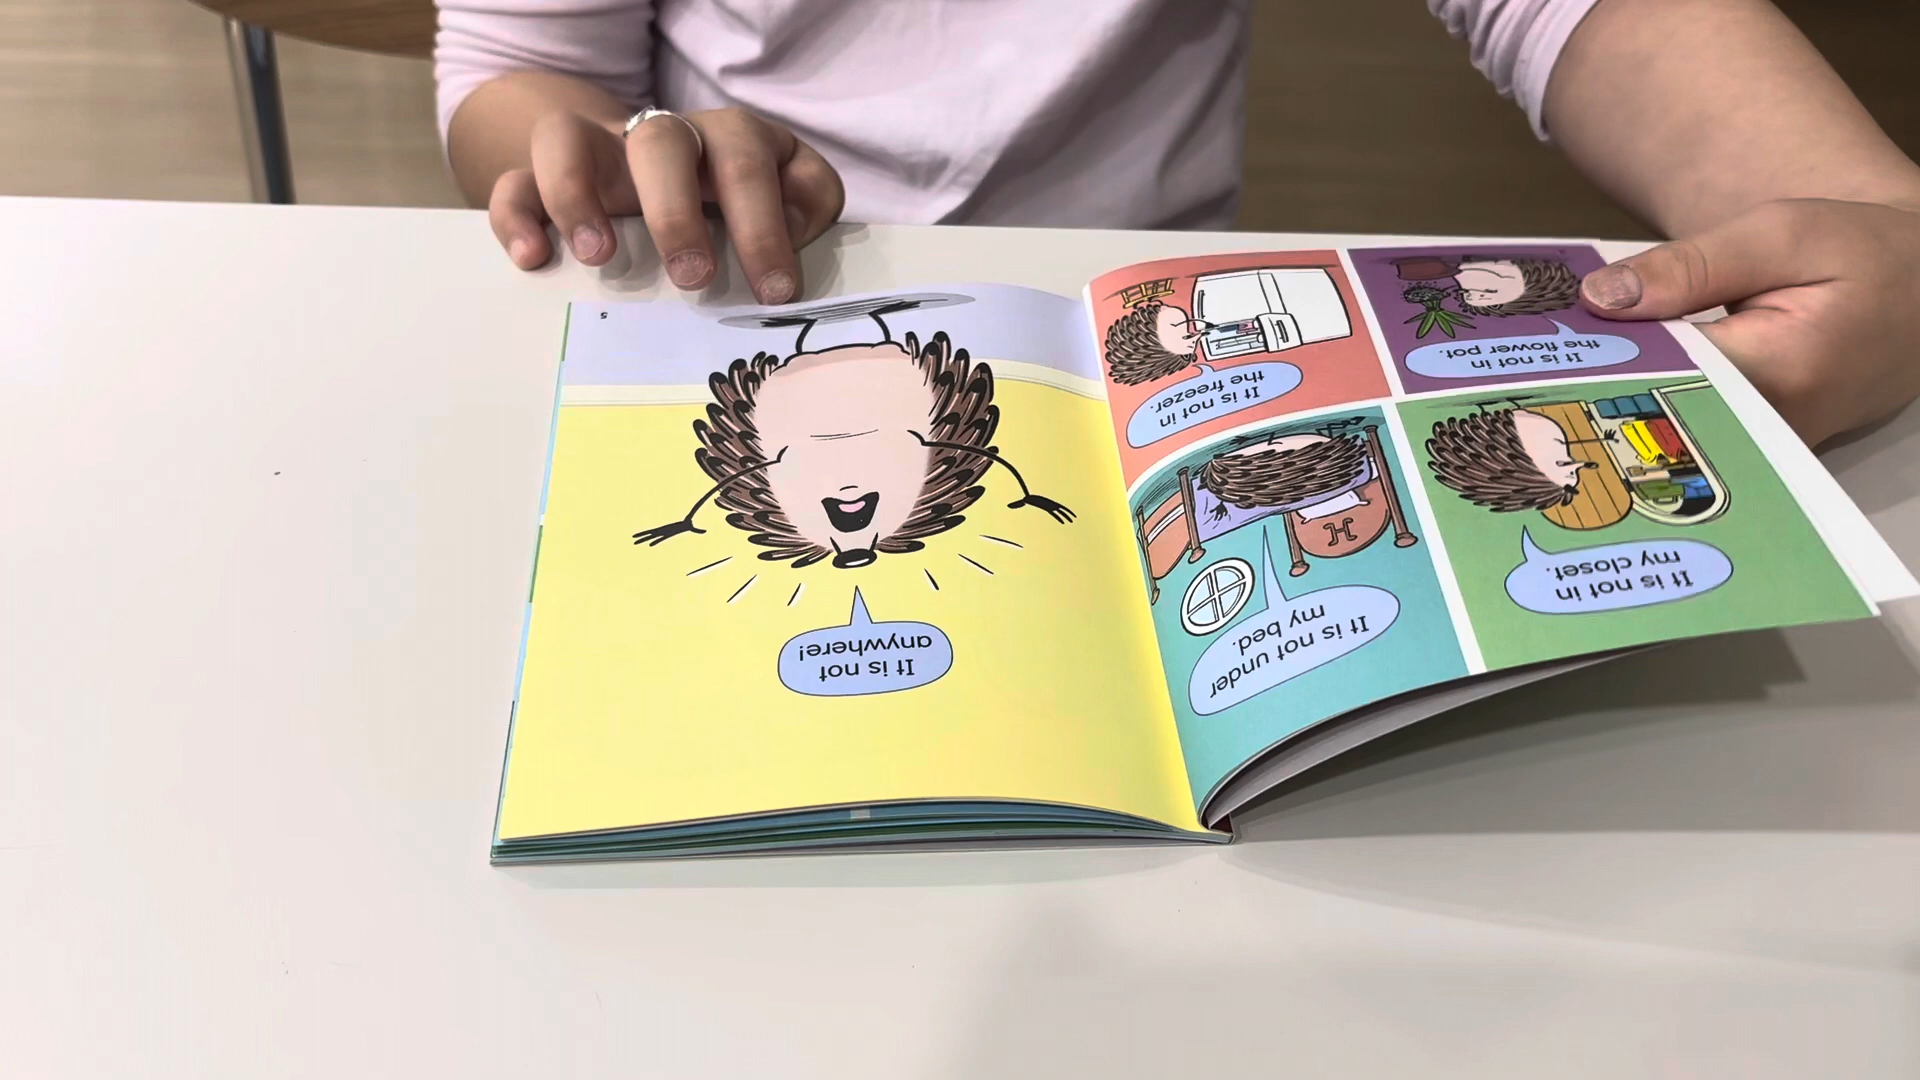 It is not in
my closet.
It is not under
my bed.
H
It is not in
the flower pot.
It is not in
the freezer.
It is not
anywhere!
5